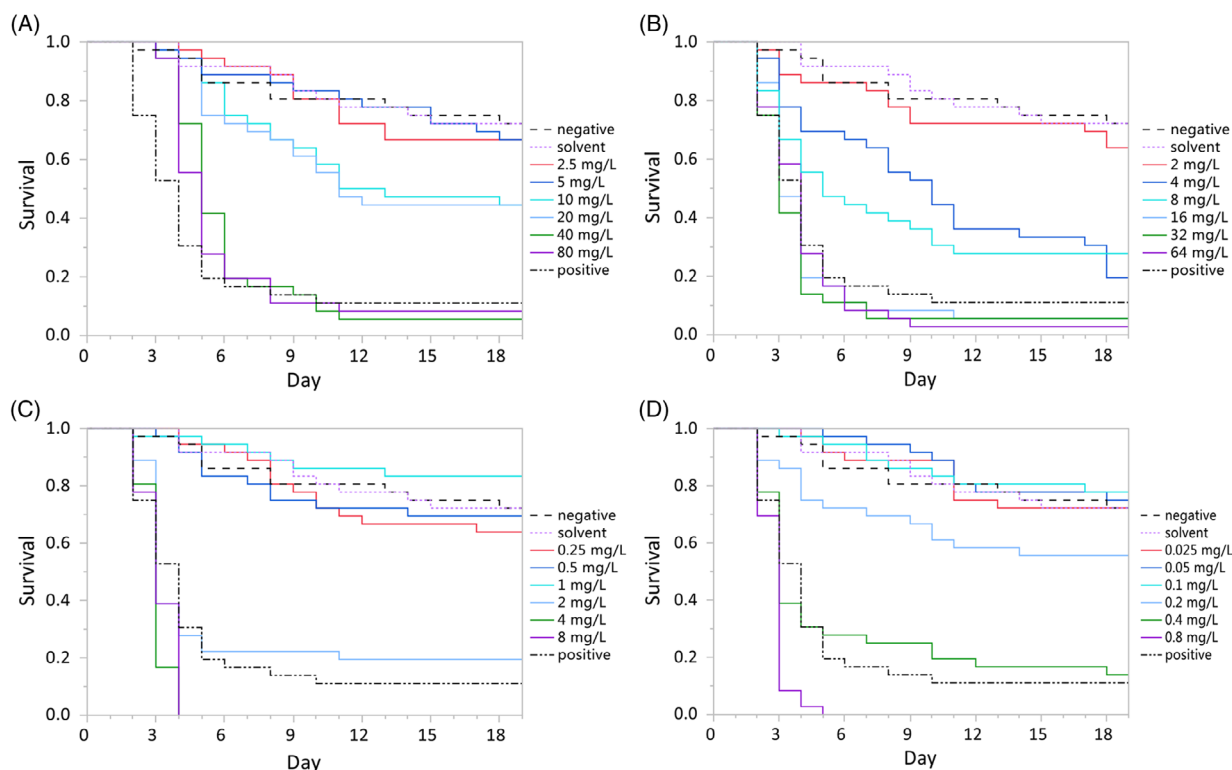 (A)
1.0
0.8
0.6
0.4
0.2
0.0
Survival
0 3 6 9 12 15 18
Day
negative
solvent
2.5 mg/L
5 mg/L
10 mg/L
20 mg/L
40 mg/L
80 mg/L
positive
(B)
1.0
0.8
0.6
0.4
0.2
0.0
Survival
0 3 6 9 12 15 18
Day
negative
solvent
2 mg/L
4 mg/L
8 mg/L
16 mg/L
32 mg/L
64 mg/L
positive
(C)
1.0
0.8
0.6
0.4
0.2
0.0
Survival
0 3 6 9 12 15 18
Day
negative
solvent
0.25 mg/L
0.5 mg/L
1 mg/L
2 mg/L
4 mg/L
8 mg/L
positive
(D)
1.0
0.8
0.6
0.4
0.2
0.0
Survival
0 3 6 9 12 15 18
Day
negative
solvent
0.025 mg/L
0.05 mg/L
0.1 mg/L
0.2 mg/L
0.4 mg/L
0.8 mg/L
positive